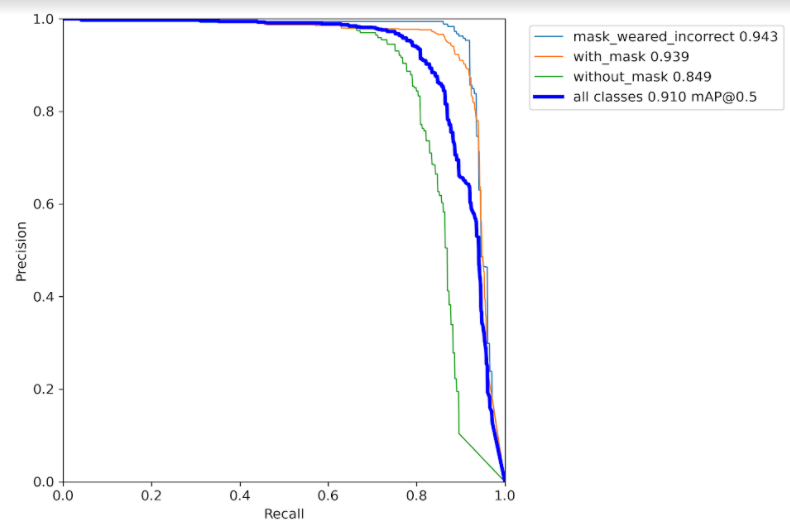 mask_weared_incorrect 0.943
with_mask 0.939
without_mask 0.849
all classes 0.910 mAP@0.5
1.0
0.8
0.6
0.4
0.2
0.0
Precision
0.0 0.2 0.4 0.6 0.8 1.0
Recall